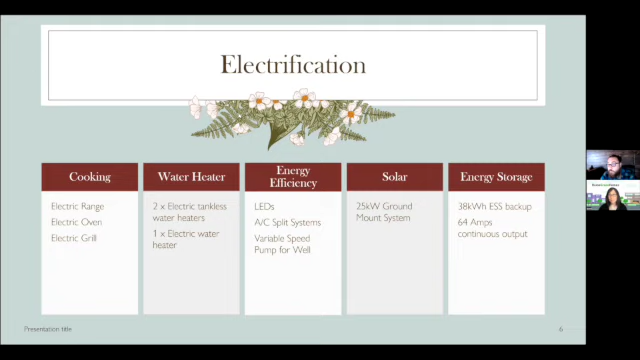 Electrification
Cooking
Electric Range
Electric Oven
Electric Grill
Water Heater
2 x Electric tankless
water heaters
1 x Electric water
heater
Energy
Efficiency
LEDs
A/C Split Systems
Variable Speed
Pump for Well
Solar
25kW Ground
Mount System
Energy Storage
38kWh ESS backup
64 Amps
continuous output
Presentation title
6